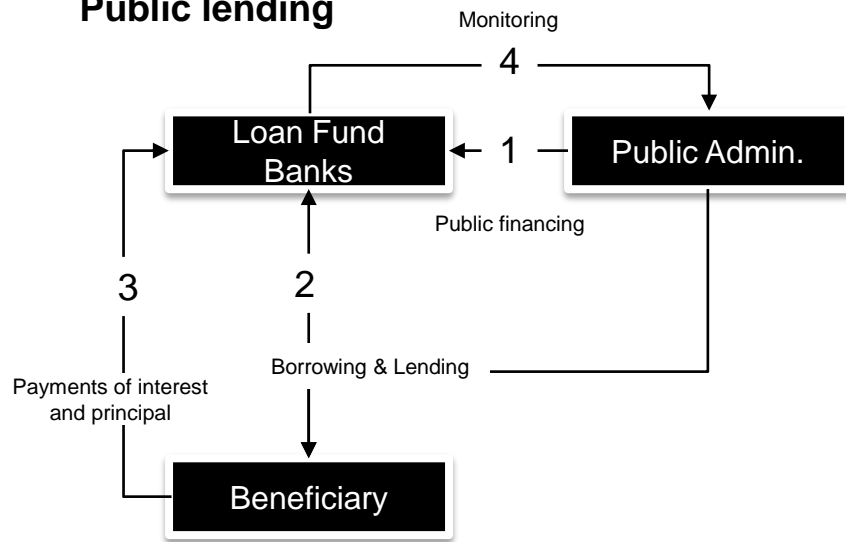 Public lending
Monitoring
4
Loan Fund
Banks
1
Public Admin.
Public financing
3
2
Borrowing & Lending
Payments of interest
and principal
Beneficiary